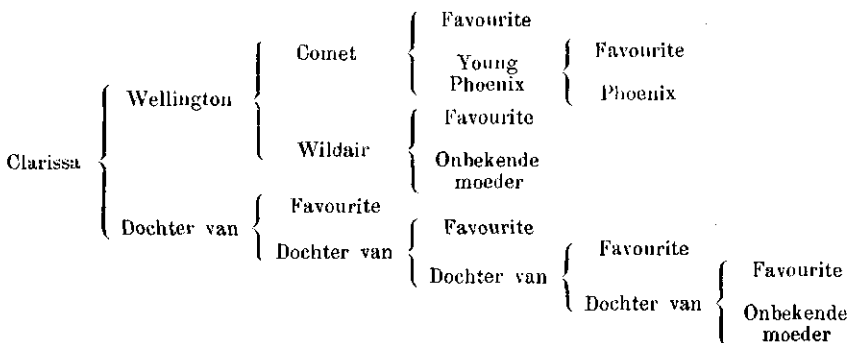 Favourite
Comet
Young
Phoenix
Favourite
Phoenix
Wellington
Favourite
Wildair
Onbekende
moeder
Clarissa
Favourite
Dochter van
Favourite
Dochter van
Favourite
Dochter van
Favourite
Dochter van
Onbekende
moeder